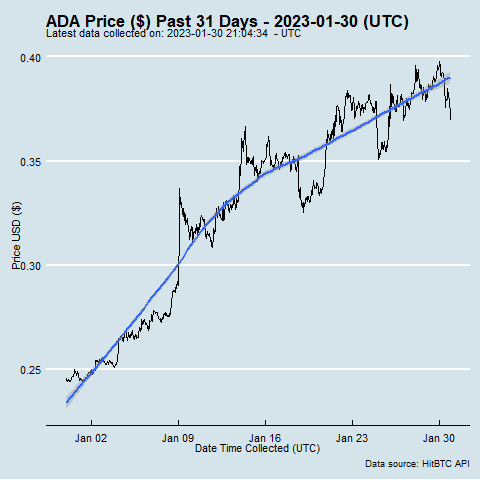 ADA Price ($) Past 31 Days - 2023-01-30 (UTC)
Latest data collected on: 2023-01-30 21:04:34 - UTC
0.40
0.35
0.30
0.25
Price USD ($)
Jan 02 Jan 09 Jan 16 Jan 23 Jan 30
Date Time Collected (UTC)
Data source: HitBTC API